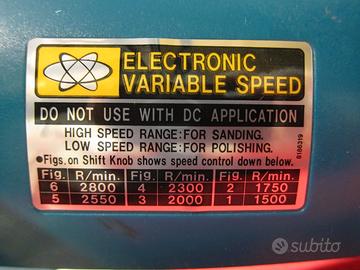 ELECTRONIC
VARIABLE SPEED
DO NOT USE WITH DC APPLICATION
HIGH SPEED RANGE:FOR SANDING.
LOW SPEED RANGE:FOR POLISHING.
●Figs.on Shift Knob shows speed control down below.
Fig. R/min. Fig. R/min. Fig. R/min.
6 2800 4 2300 2 1750
5 2550 3 2000 1 1500
8186319
subito